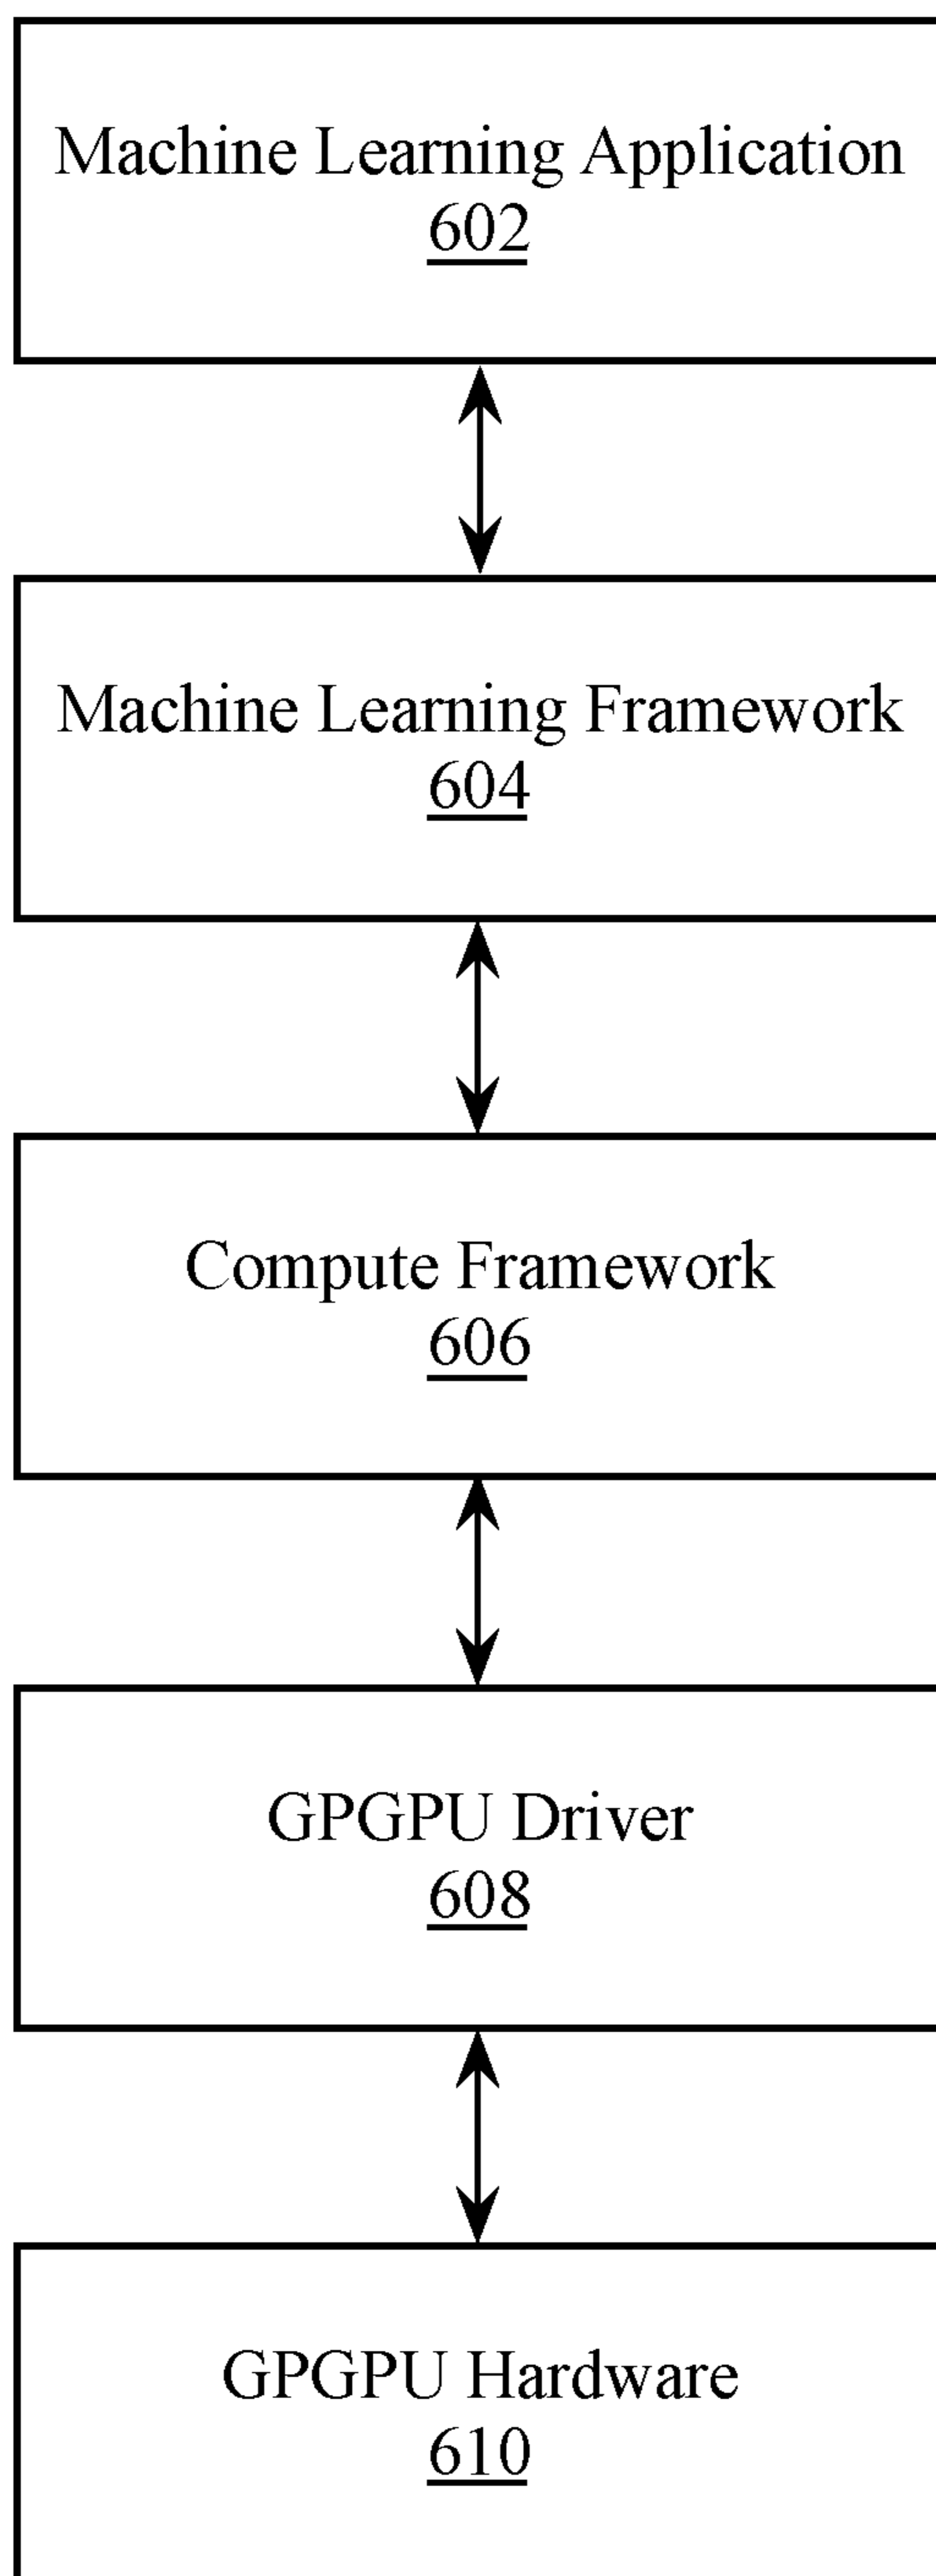 Machine Learning Application
602
Machine Learning Framework
604
Compute Framework
606
GPGPU Driver
608
GPGPU Hardware
610